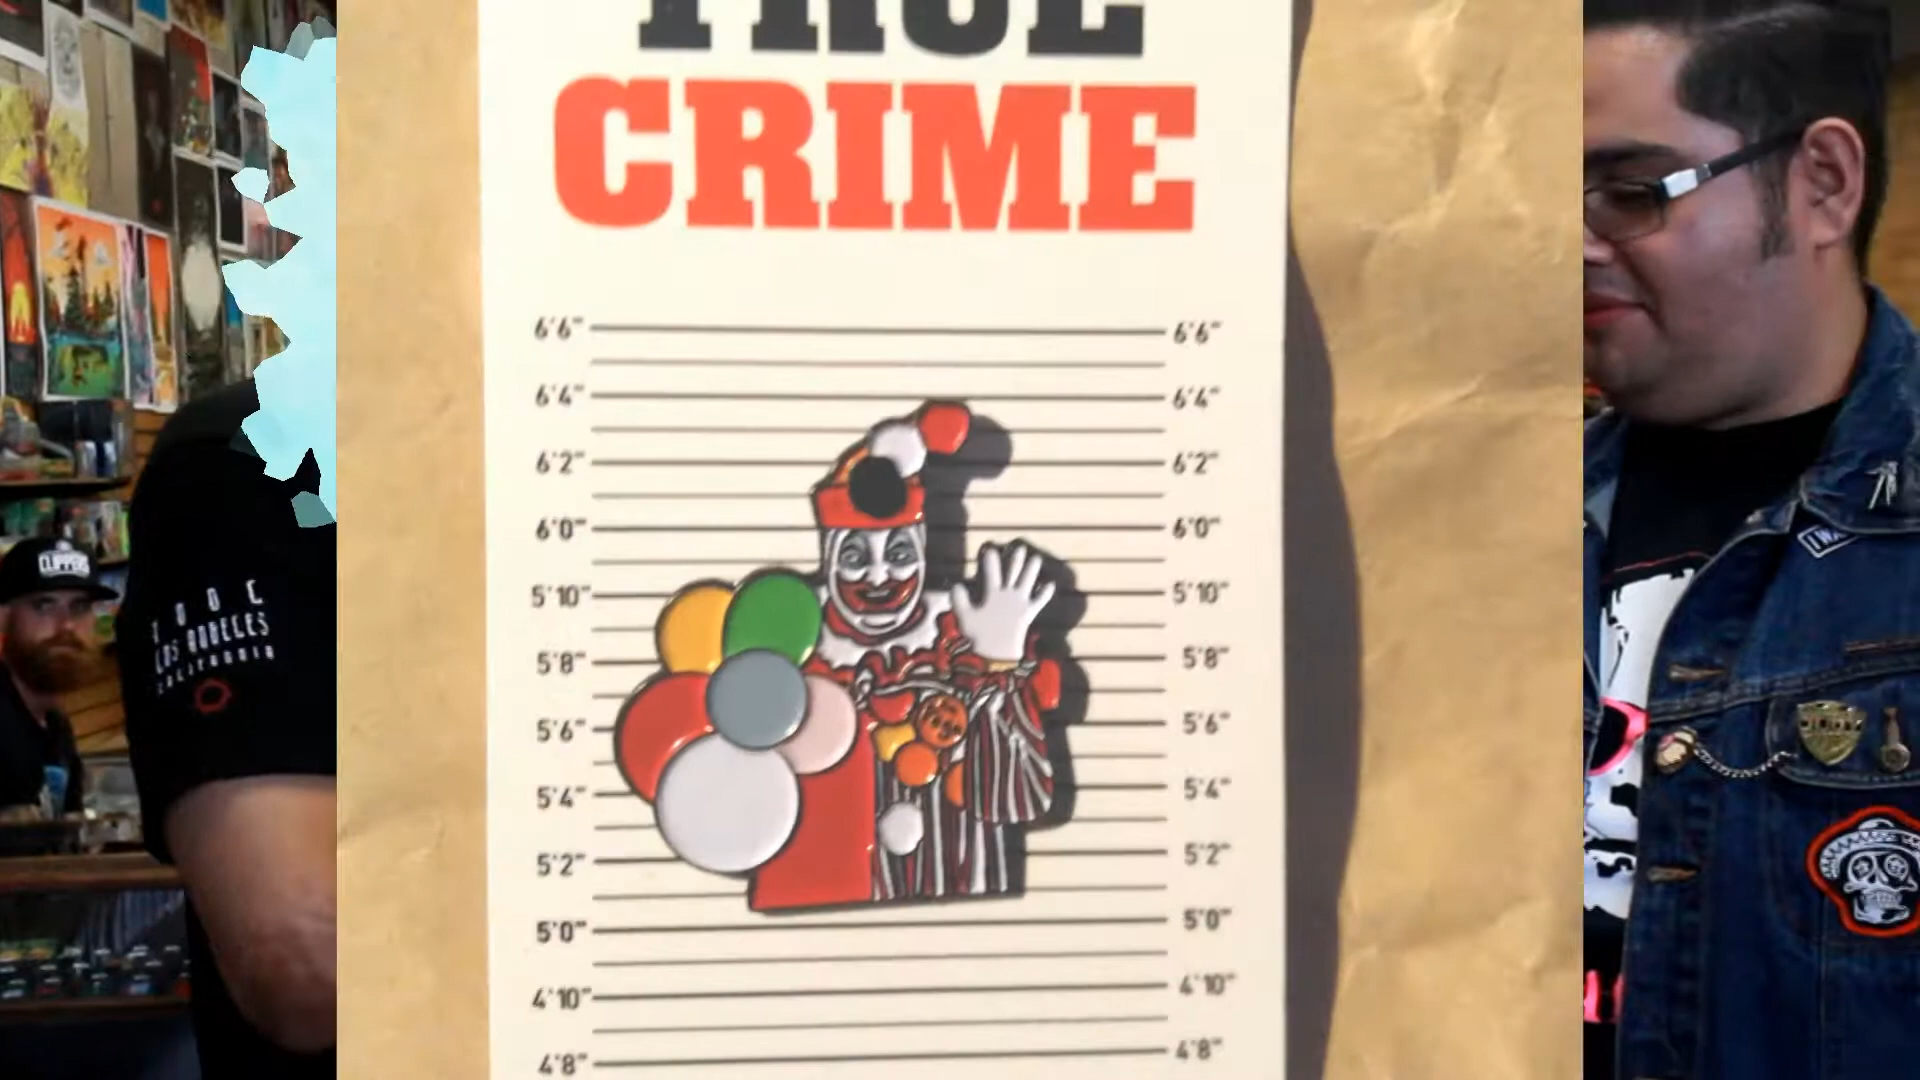 TRUE
CRIME
6'6" 6'6"
6'4" 6'4"
6'2" 6'2"
6'0" 6'0"
5'10" 5'10"
5'8" 5'8"
5'6" 5'6"
5'4" 5'4"
5'2" 5'2"
5'0" 5'0"
4'10" 4'10"
4'8" 4'8"
CLIPPERS
LOS ANGELES
CALIFORNIA
I WA